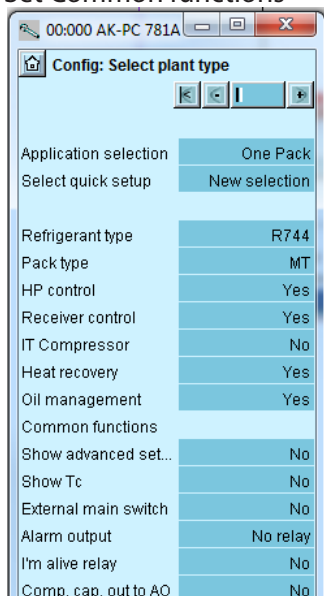 Set Common functions
00:000 AK-PC 781A
Config: Select plant type
Application selection One Pack
Select quick setup New selection
Refrigerant type R744
Pack type MT
HP control Yes
Receiver control Yes
IT Compressor No
Heat recovery Yes
Oil management Yes
Common functions
Show advanced set... No
Show Tc No
External main switch No
Alarm output No relay
I'm alive relay No
Comp. cap. out to AO No